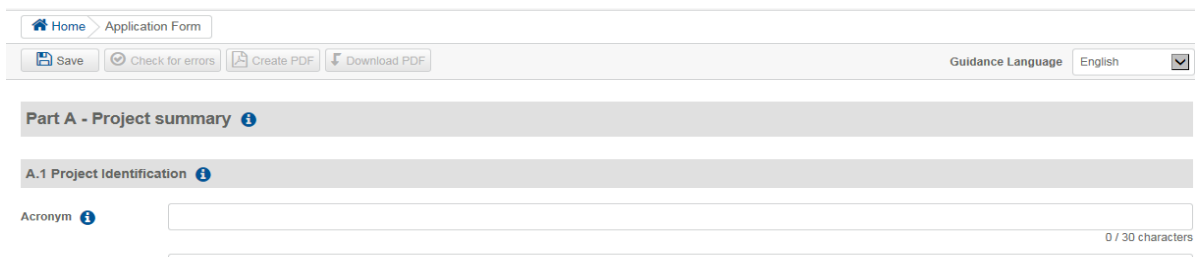 Home Application Form
Save Check for errors Create PDF Download PDF Guidance Language English
Part A - Project summary
A.1 Project Identification
Acronym
0 / 30 characters